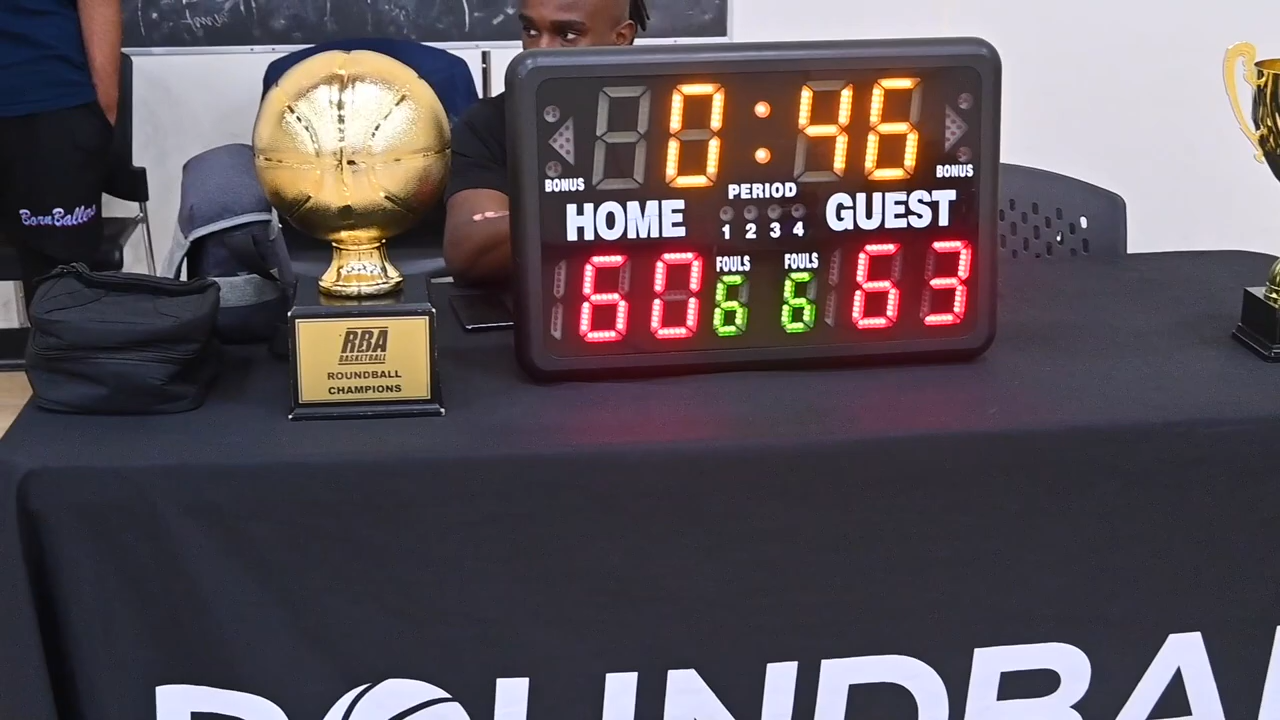 BornBallers
0:46
BONUS
BONUS
PERIOD
HOME
GUEST
1 2 3 4
FOULS
FOULS
60
6
6
63
RBA
BASKETBALL
ROUNDBALL
CHAMPIONS